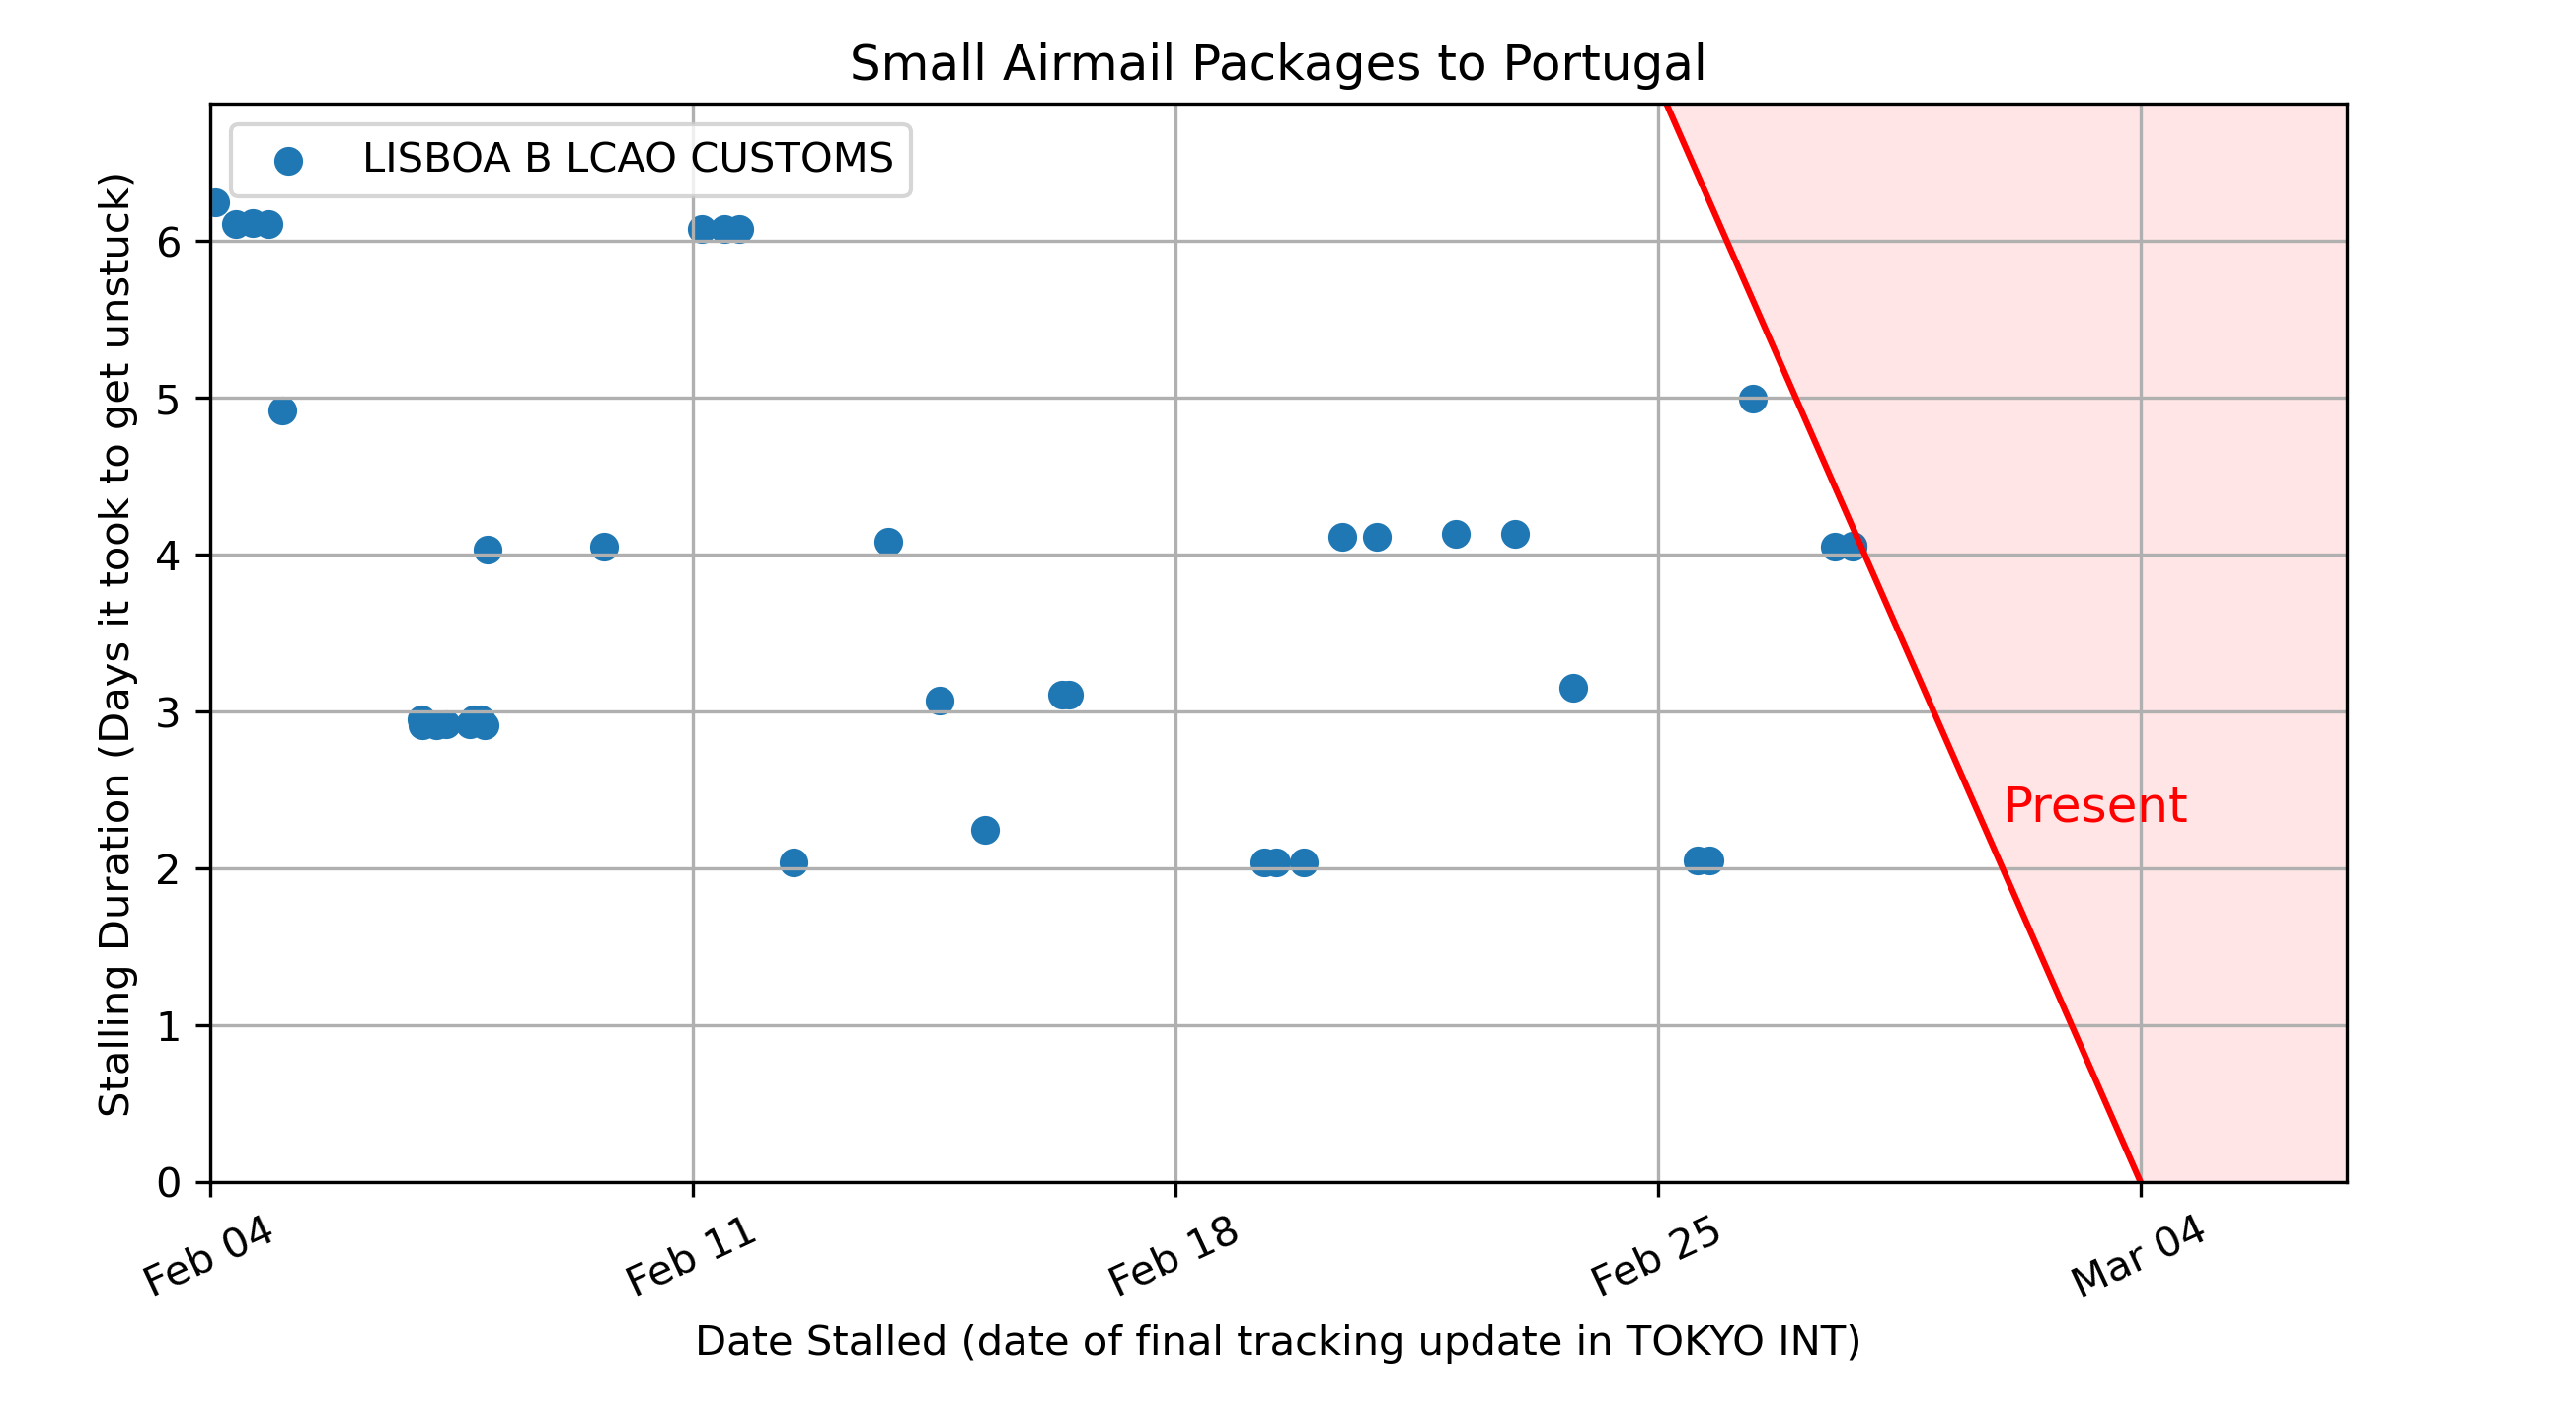 Small Airmail Packages to Portugal
LISBOA B LCAO CUSTOMS
Stalling Duration (Days it took to get unstuck)
6
5
4
3
2
1
0
Present
Feb 04
Feb 11
Feb 18
Feb 25
Mar 04
Date Stalled (date of final tracking update in TOKYO INT)